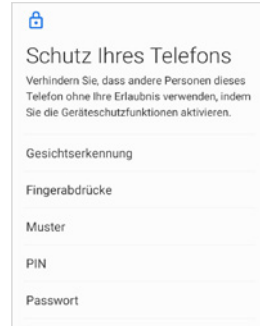 Schutz Ihres Telefons
Verhindern Sie, dass andere Personen dieses
Telefon ohne Ihre Erlaubnis verwenden, indem
Sie die Geräteschutzfunktionen aktivieren.
Gesichtserkennung
Fingerabdrücke
Muster
PIN
Passwort